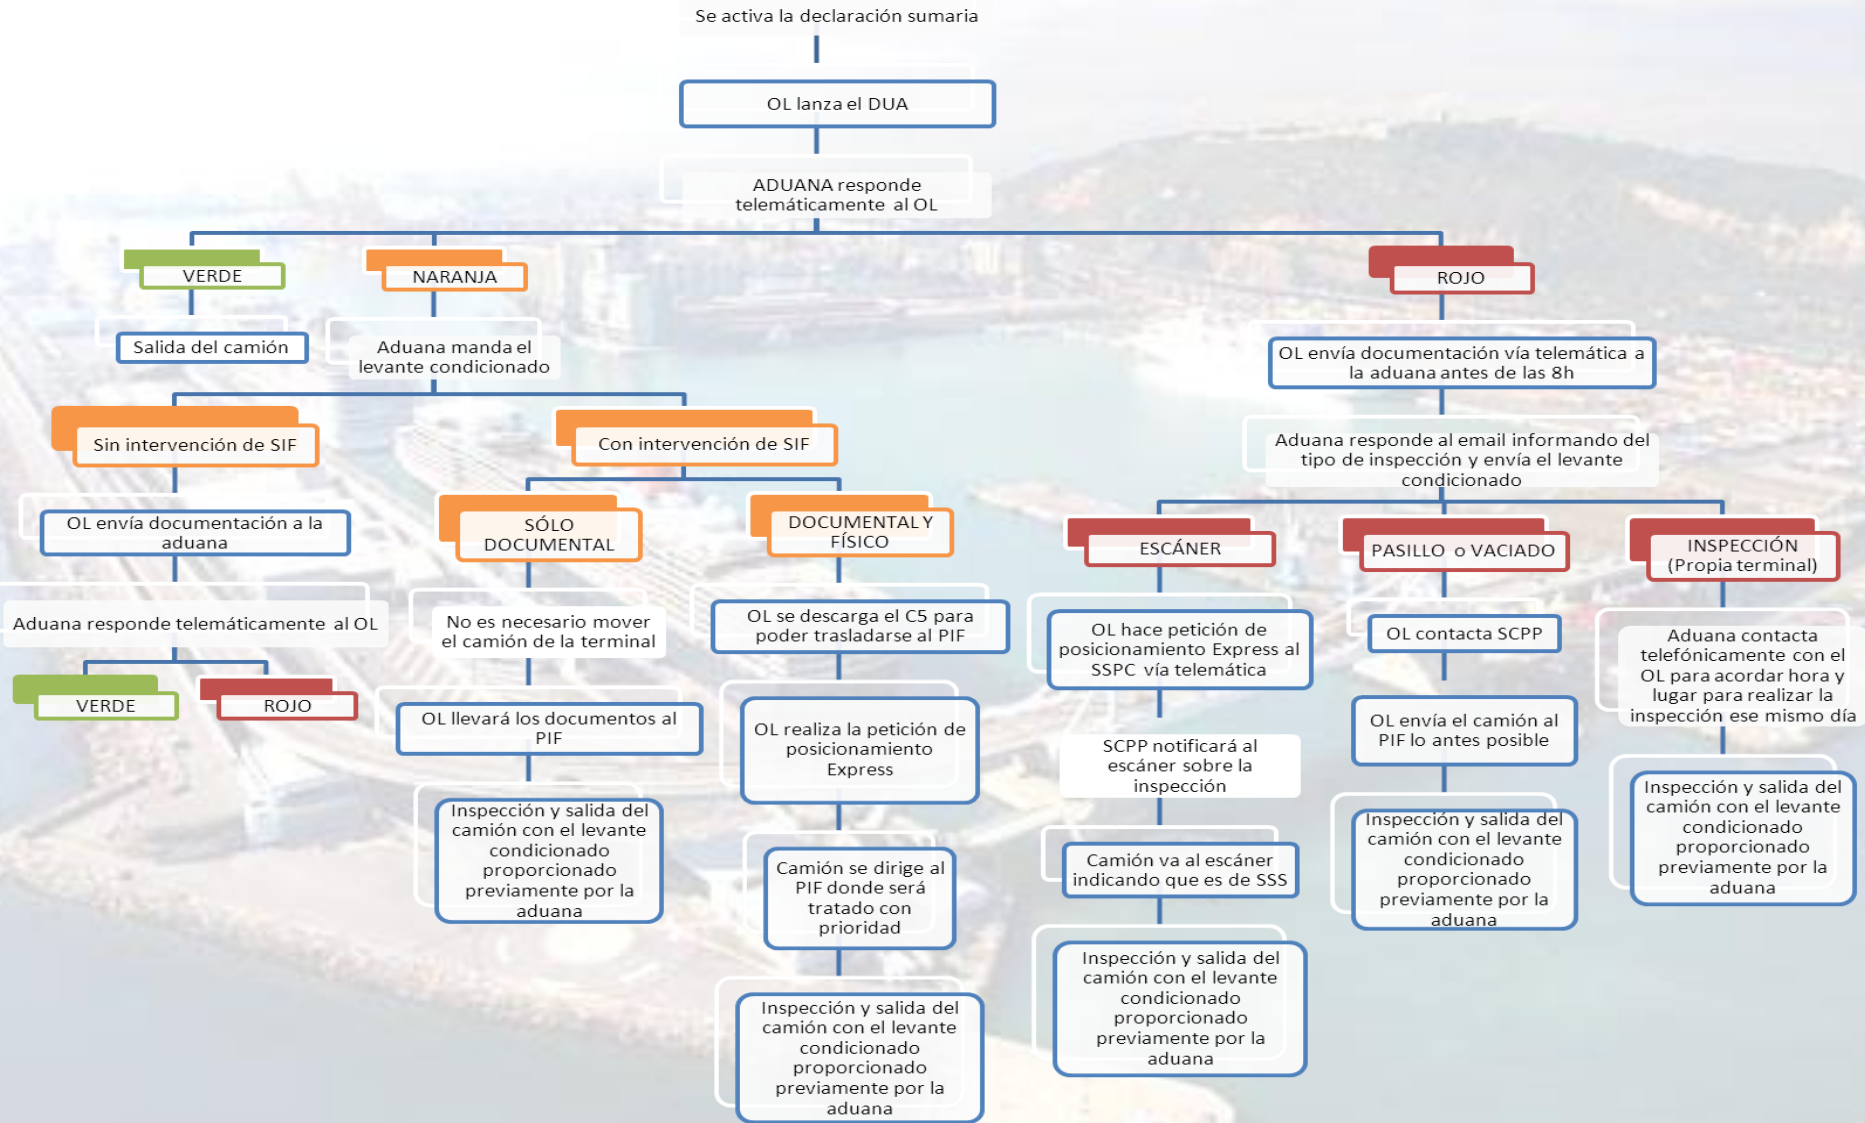 Se activa la declaración sumaria
OL lanza el DUA
ADUANA responde
telemáticamente al OL
VERDE
Salida del camión
NARANJA
Aduana manda el
levante condicionado
Sin intervención de SIF
OL envía documentación a la
aduana
Aduana responde telemáticamente al OL
VERDE
ROJO
Con intervención de SIF
SÓLO
DOCUMENTAL
No es necesario mover
el camión de la terminal
OL llevará los documentos al
PIF
Inspección y salida del
camión con el levante
condicionado
proporcionado
previamente por la
aduana
DOCUMENTAL Y
FÍSICO
OL se descarga el C5 para
poder trasladarse al PIF
OL realiza la petición de
posicionamiento
Express
Camión se dirige al
PIF donde será
tratado con
prioridad
Inspección y salida del
camión con el levante
condicionado
proporcionado
previamente por la
aduana
ROJO
OL envía documentación vía telemática a
la aduana antes de las 8h
Aduana responde al email informando del
tipo de inspección y envía el levante
condicionado
ESCÁNER
OL hace petición de
posicionamiento Express al
SSPC vía telemática
SCPP notificará al
escáner sobre la
inspección
Camión va al escáner
indicando que es de SSS
Inspección y salida del
camión con el levante
condicionado
proporcionado
previamente por la
aduana
PASILLO o VACIADO
OL contacta SCPP
OL envía el camión al
PIF lo antes posible
Inspección y salida del
camión con el levante
condicionado
proporcionado
previamente por la
aduana
INSPECCIÓN
(Propia terminal)
Aduana contacta
telefónicamente con el
OL para acordar hora y
lugar para realizar la
inspección ese mismo día
Inspección y salida del
camión con el levante
condicionado
proporcionado
previamente por la
aduana